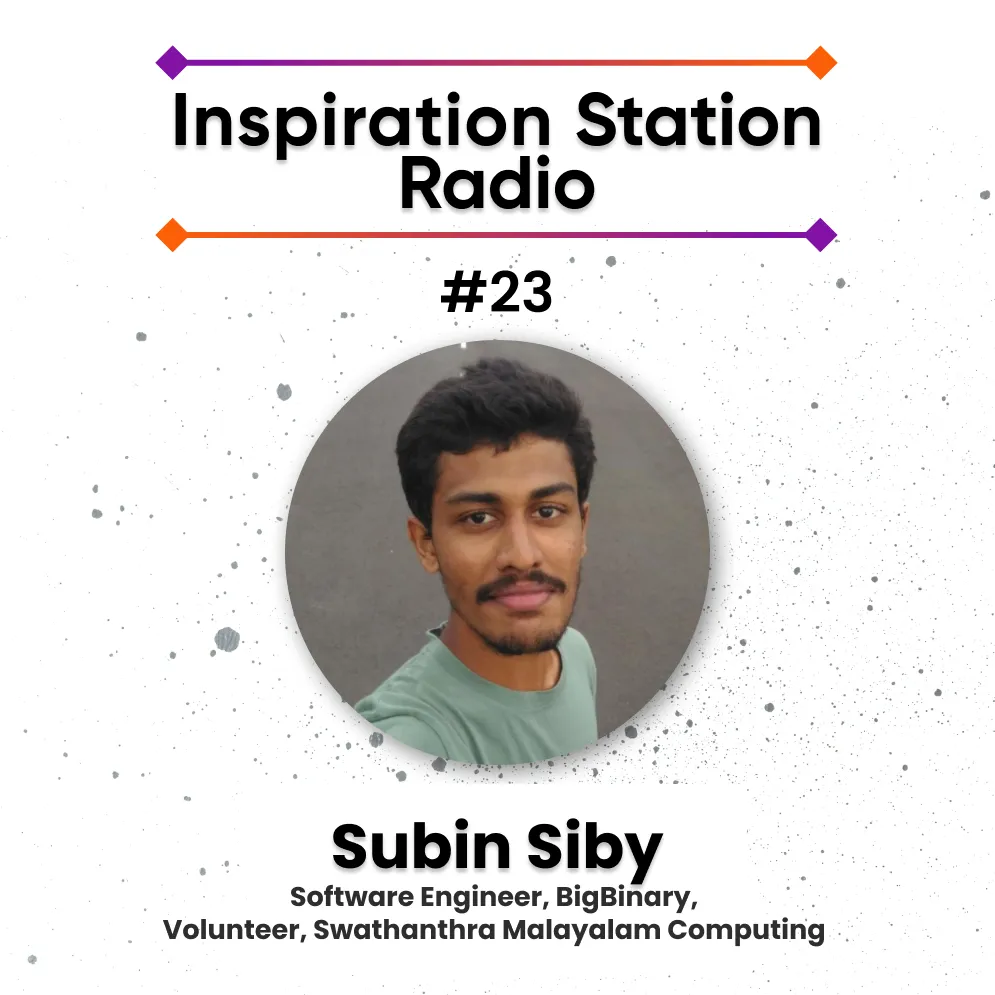 Inspiration Station
Radio
#23
Subin Siby
Software Engineer, BigBinary,
Volunteer, Swathanthra Malayalam Computing